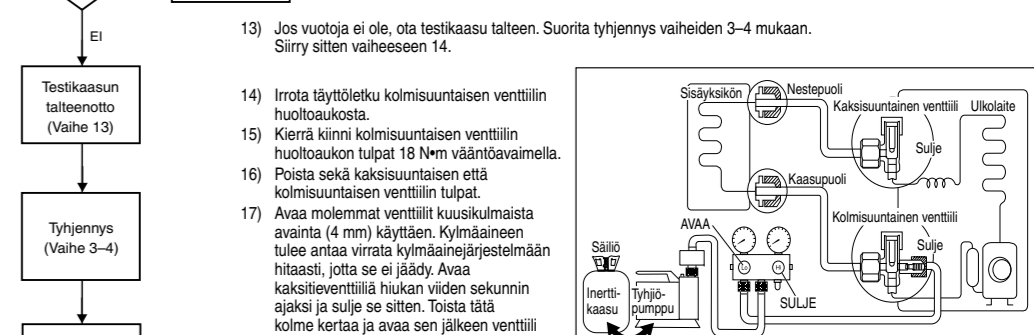 EI
Testikaasun
talteenotto
(Vaihe 13)
Tyhjennys
(Vaihe 3–4)
13) Jos vuotoja ei ole, ota testikaasu talteen. Suorita tyhjennys vaiheiden 3–4 mukaan.
Siirry sitten vaiheeseen 14.
14) Irrota täyttöletku kolmisuuntaisen venttiilin
huoltoaukosta.
15) Kierrä kiinni kolmisuuntaisen venttiilin
huoltoaukon tulpat 18 N•m vääntöavaimella.
16) Poista sekä kaksisuuntaisen että
kolmisuuntaisen venttiilin tulpat.
17) Avaa molemmat venttiilit kuusikulmaista
avainta (4 mm) käyttäen. Kylmäaineen
tulee antaa virrata kylmäainejärjestelmään
hitaasti, jotta se ei jäädy. Avaa
kaksitieventtiiliä hiukan viiden sekunnin
ajaksi ja sulje se sitten. Toista tätä
kolme kertaa ja avaa sen jälkeen venttiili
Sisäyksikön
Nestepuoli
Kaksisuuntainen venttiili
Ulkolaite
Sulje
Kaasupuoli
Kolmisuuntainen venttiili
AVAA
Sulje
Säiliö
Lo
Hi
SULJE
Inertti-
kaasu
Tyhjiö-
pumppu